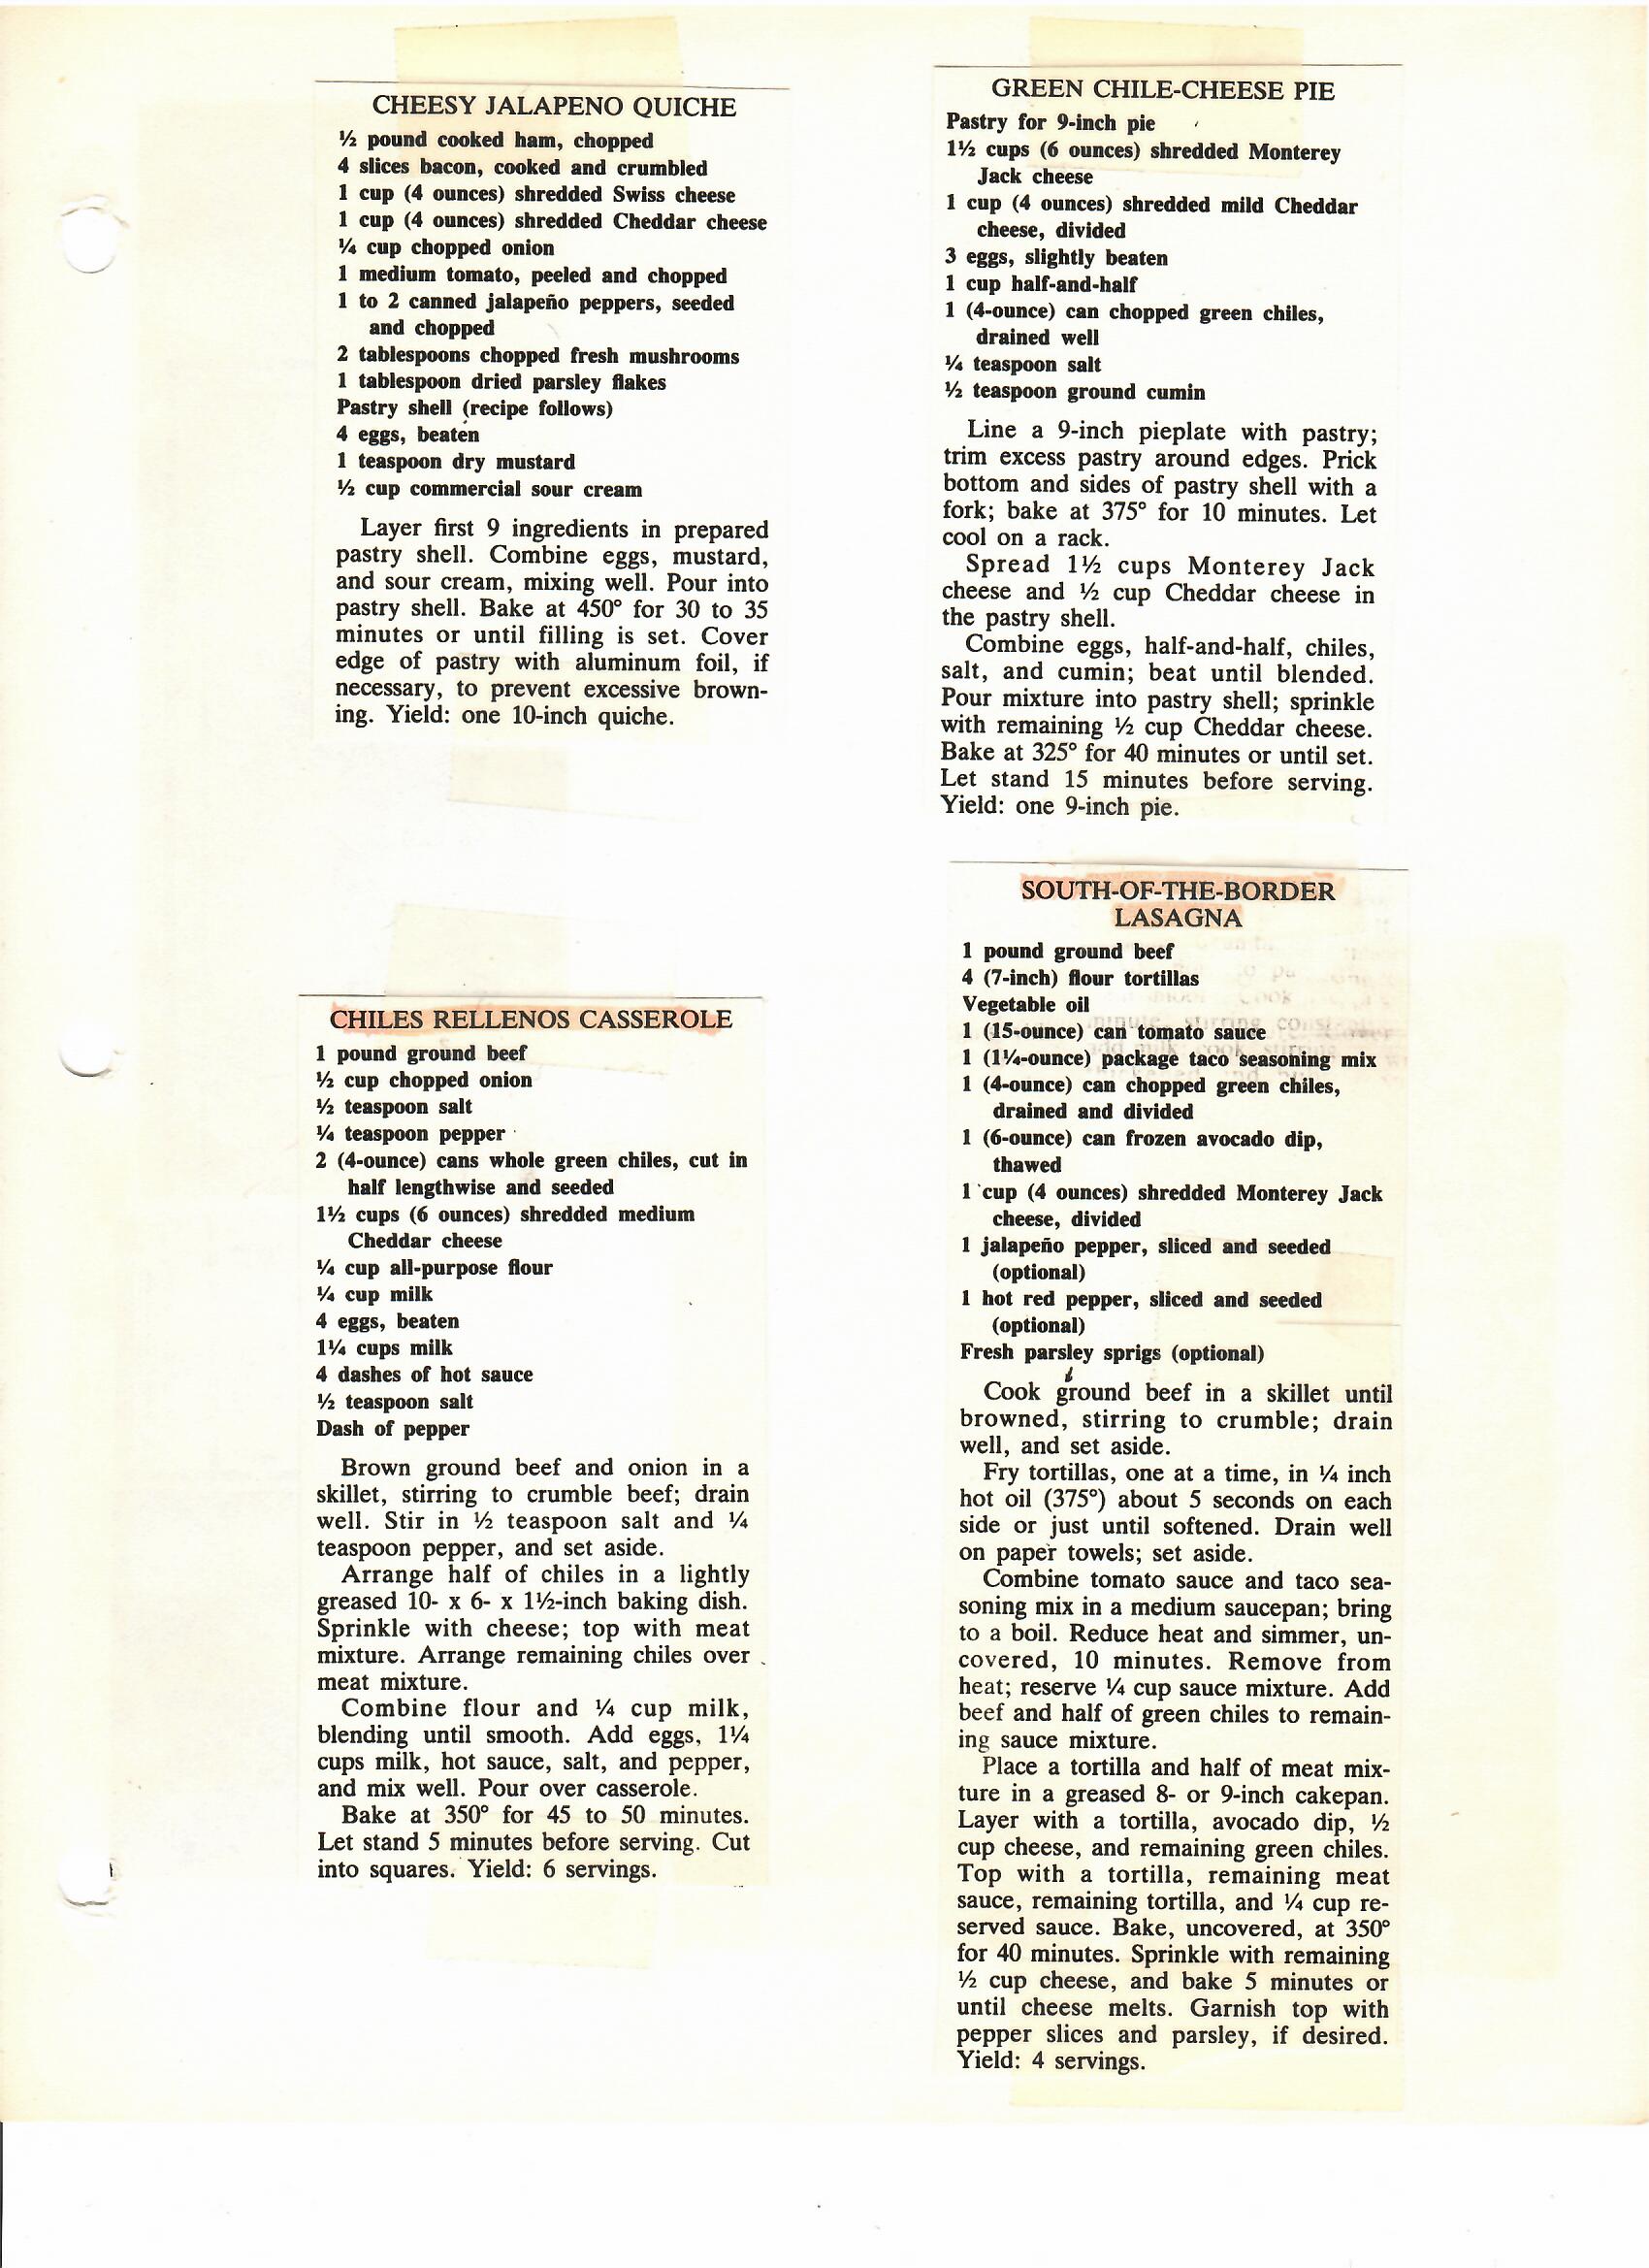 CHEESY JALAPENO QUICHE
½ pound cooked ham, chopped
4 slices bacon, cooked and crumbled
1 cup (4 ounces) shredded Swiss cheese
1 cup (4 ounces) shredded Cheddar cheese
¼ cup chopped onion
1 medium tomato, peeled and chopped
1 to 2 canned jalapeño peppers, seeded
and chopped
2 tablespoons chopped fresh mushrooms
1 tablespoon dried parsley flakes
Pastry shell (recipe follows)
4 eggs, beaten
1 teaspoon dry mustard
½ cup commercial sour cream
Layer first 9 ingredients in prepared
pastry shell. Combine eggs, mustard,
and sour cream, mixing well. Pour into
pastry shell. Bake at 450° for 30 to 35
minutes or until filling is set. Cover
edge of pastry with aluminum foil, if
necessary, to prevent excessive brown-
ing. Yield: one 10-inch quiche.
CHILES RELLENOS CASSEROLE
1 pound ground beef
½ cup chopped onion
½ teaspoon salt
¼ teaspoon pepper
2 (4-ounce) cans whole green chiles, cut in
half lengthwise and seeded
1½ cups (6 ounces) shredded medium
Cheddar cheese
¼ cup all-purpose flour
¼ cup milk
4 eggs, beaten
1¼ cups milk
4 dashes of hot sauce
½ teaspoon salt
Dash of pepper
Brown ground beef and onion in a
skillet, stirring to crumble beef; drain
well. Stir in ½ teaspoon salt and ¼
teaspoon pepper, and set aside.
Arrange half of chiles in a lightly
greased 10- x 6- x 1½-inch baking dish.
Sprinkle with cheese; top with meat
mixture. Arrange remaining chiles over
meat mixture.
Combine flour and ¼ cup milk,
blending until smooth. Add eggs, 1¼
cups milk, hot sauce, salt, and pepper,
and mix well. Pour over casserole.
Bake at 350° for 45 to 50 minutes.
Let stand 5 minutes before serving. Cut
into squares. Yield: 6 servings.
GREEN CHILE-CHEESE PIE
Pastry for 9-inch pie
1½ cups (6 ounces) shredded Monterey
Jack cheese
1 cup (4 ounces) shredded mild Cheddar
cheese, divided
3 eggs, slightly beaten
1 cup half-and-half
1 (4-ounce) can chopped green chiles,
drained well
¼ teaspoon salt
½ teaspoon ground cumin
Line a 9-inch pieplate with pastry;
trim excess pastry around edges. Prick
bottom and sides of pastry shell with a
fork; bake at 375° for 10 minutes. Let
cool on a rack.
Spread 1½ cups Monterey Jack
cheese and ½ cup Cheddar cheese in
the pastry shell.
Combine eggs, half-and-half, chiles,
salt, and cumin; beat until blended.
Pour mixture into pastry shell; sprinkle
with remaining ½ cup Cheddar cheese.
Bake at 325° for 40 minutes or until set.
Let stand 15 minutes before serving.
Yield: one 9-inch pie.
SOUTH-OF-THE-BORDER
LASAGNA
1 pound ground beef
4 (7-inch) flour tortillas
Vegetable oil
1 (15-ounce) can tomato sauce
1 (1¼-ounce) package taco seasoning mix
1 (4-ounce) can chopped green chiles,
drained and divided
1 (6-ounce) can frozen avocado dip,
thawed
1 cup (4 ounces) shredded Monterey Jack
cheese, divided
1 jalapeño pepper, sliced and seeded
(optional)
1 hot red pepper, sliced and seeded
(optional)
Fresh parsley sprigs (optional)
Cook ground beef in a skillet until
browned, stirring to crumble; drain
well, and set aside.
Fry tortillas, one at a time, in ¼ inch
hot oil (375°) about 5 seconds on each
side or just until softened. Drain well
on paper towels; set aside.
Combine tomato sauce and taco sea-
soning mix in a medium saucepan; bring
to a boil. Reduce heat and simmer, un-
covered, 10 minutes. Remove from
heat; reserve ¼ cup sauce mixture. Add
beef and half of green chiles to remain-
ing sauce mixture.
Place a tortilla and half of meat mix-
ture in a greased 8- or 9-inch cakepan.
Layer with a tortilla, avocado dip, ½
cup cheese, and remaining green chiles.
Top with a tortilla, remaining meat
sauce, remaining tortilla, and ¼ cup re-
served sauce. Bake, uncovered, at 350°
for 40 minutes. Sprinkle with remaining
½ cup cheese, and bake 5 minutes or
until cheese melts. Garnish top with
pepper slices and parsley, if desired.
Yield: 4 servings.